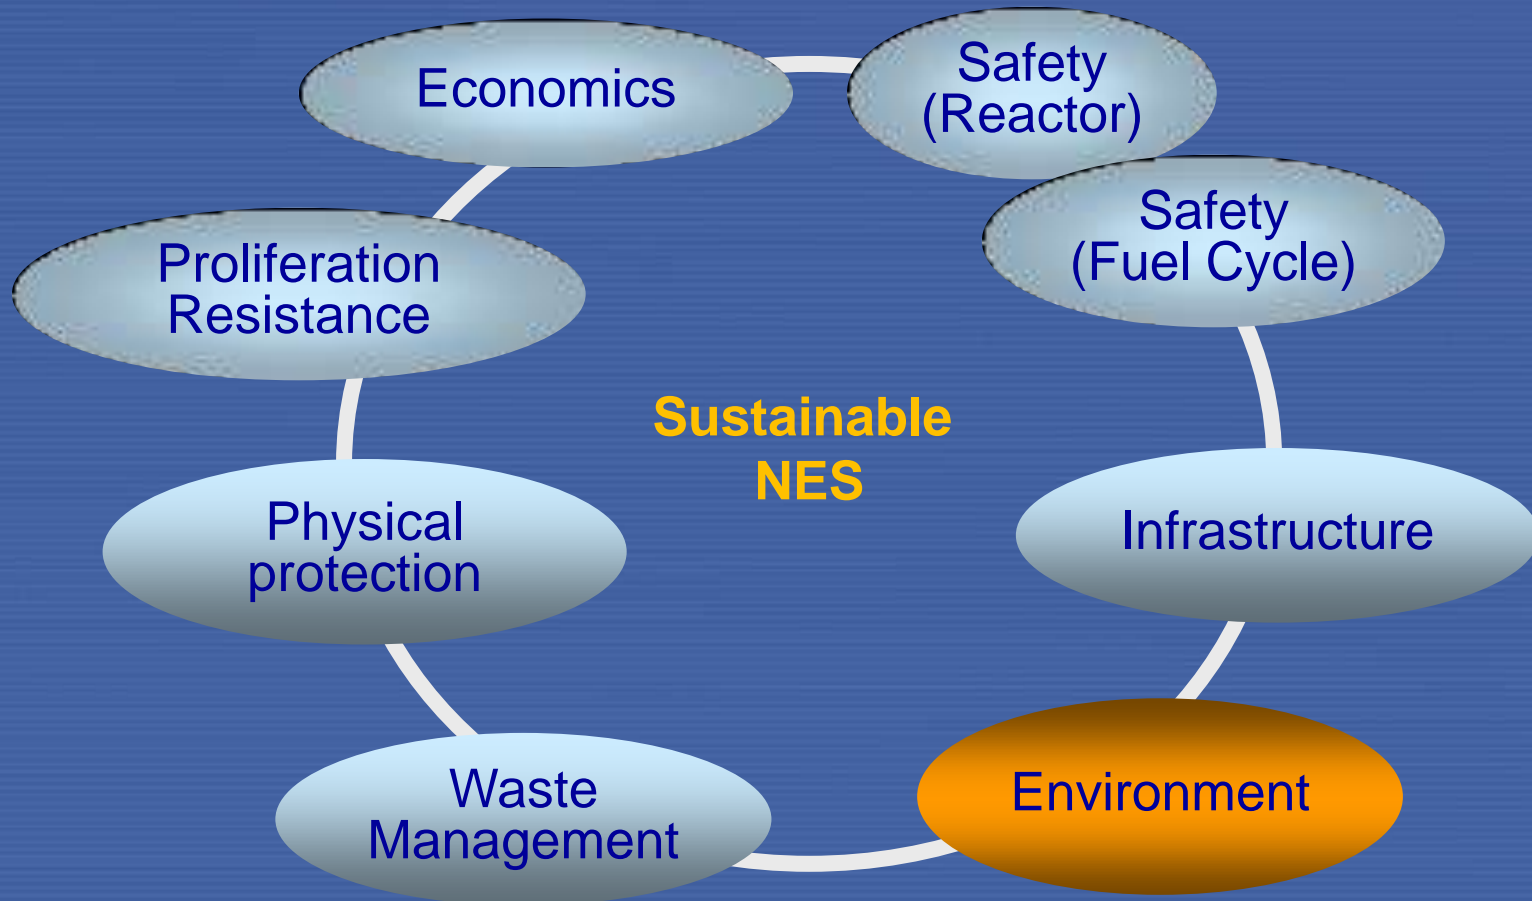 Economics
Safety
(Reactor)
Safety
(Fuel Cycle)
Proliferation
Resistance
Sustainable
NES
Physical
protection
Infrastructure
Waste
Management
Environment